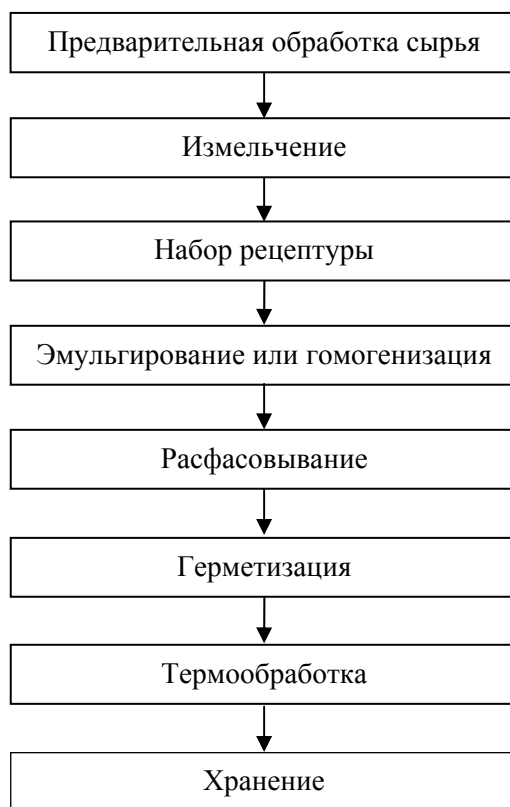 Предварительная обработка сырья
Измельчение
Набор рецептуры
Эмульгирование или гомогенизация
Расфасовывание
Герметизация
Термообработка
Хранение